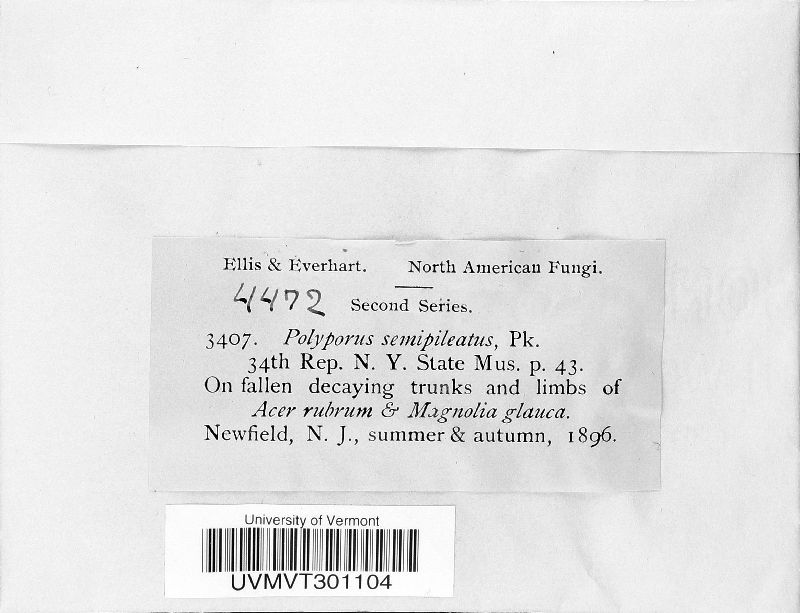 Ellis & Everhart. North American Fungi.
4472 Second Series.
3407. Polyporus semipileatus, Pk.
34th Rep. N. Y. State Mus. p. 43.
On fallen decaying trunks and limbs of
Acer rubrum & Magnolia glauca.
Newfield, N. J., summer & autumn, 1896.
University of Vermont
UVMVT301104